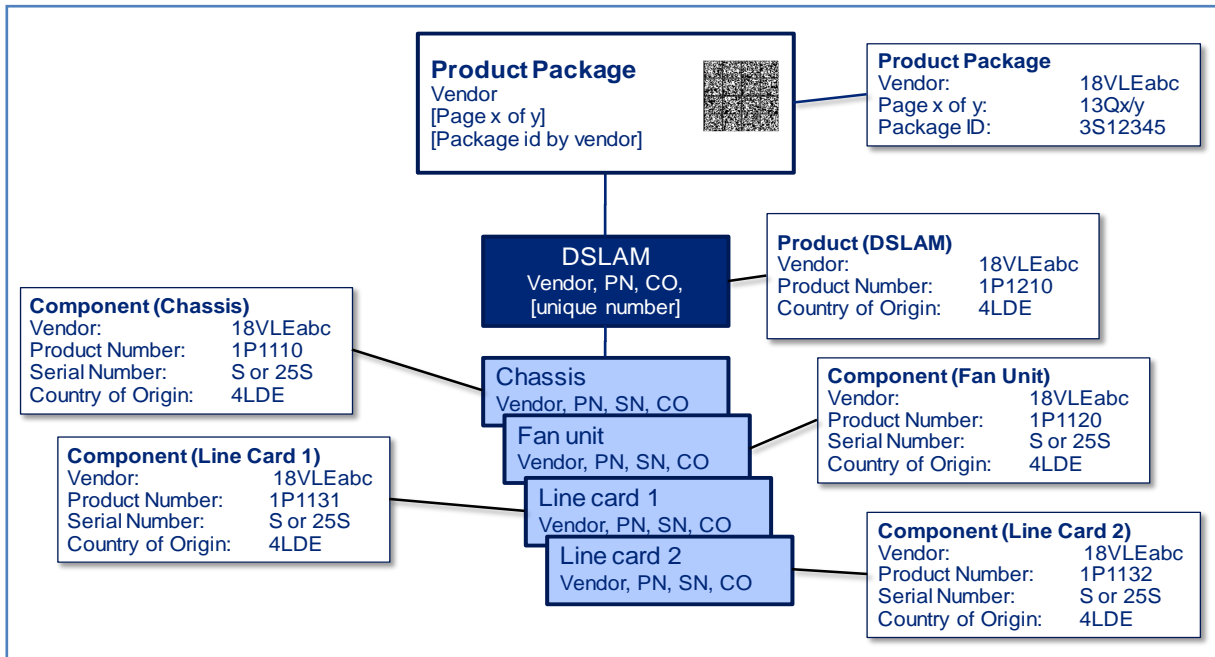 Product Package
Vendor
[Page x of y]
[Package id by vendor]
Product Package
Vendor: 18VLEabc
Page x of y: 13Qx/y
Package ID: 3S12345
DSLAM
Vendor, PN, CO,
[unique number]
Product (DSLAM)
Vendor: 18VLEabc
Product Number: 1P1210
Country of Origin: 4LDE
Component (Chassis)
Vendor: 18VLEabc
Product Number: 1P1110
Serial Number: S or 25S
Country of Origin: 4LDE
Chassis
Vendor, PN, SN, CO
Component (Fan Unit)
Vendor: 18VLEabc
Product Number: 1P1120
Serial Number: S or 25S
Country of Origin: 4LDE
Fan unit
Vendor, PN, SN, CO
Component (Line Card 1)
Vendor: 18VLEabc
Product Number: 1P1131
Serial Number: S or 25S
Country of Origin: 4LDE
Line card 1
Vendor, PN, SN, CO
Line card 2
Vendor, PN, SN, CO
Component (Line Card 2)
Vendor: 18VLEabc
Product Number: 1P1132
Serial Number: S or 25S
Country of Origin: 4LDE